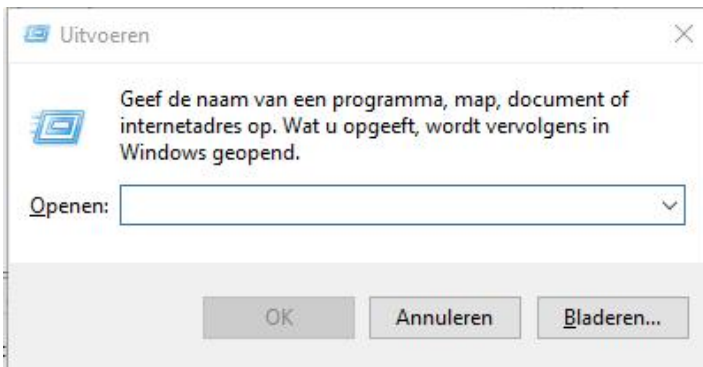 Uitvoeren
Geef de naam van een programma, map, document of
internetadres op. Wat u opgeeft, wordt vervolgens in
Windows geopend.
Openen:
OK Annuleren Bladeren...